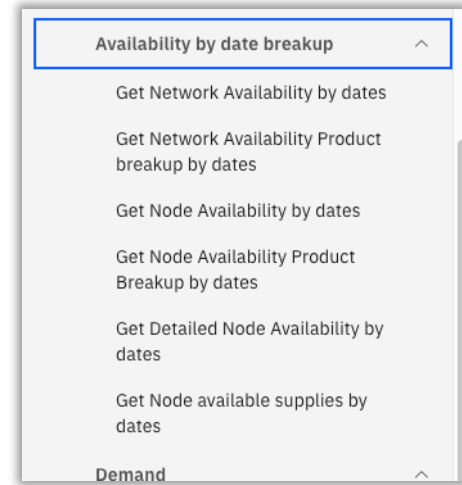 Availability by date breakup
Get Network Availability by dates
Get Network Availability Product
breakup by dates
Get Node Availability by dates
Get Node Availability Product
Breakup by dates
Get Detailed Node Availability by
dates
Get Node available supplies by
dates
Demand